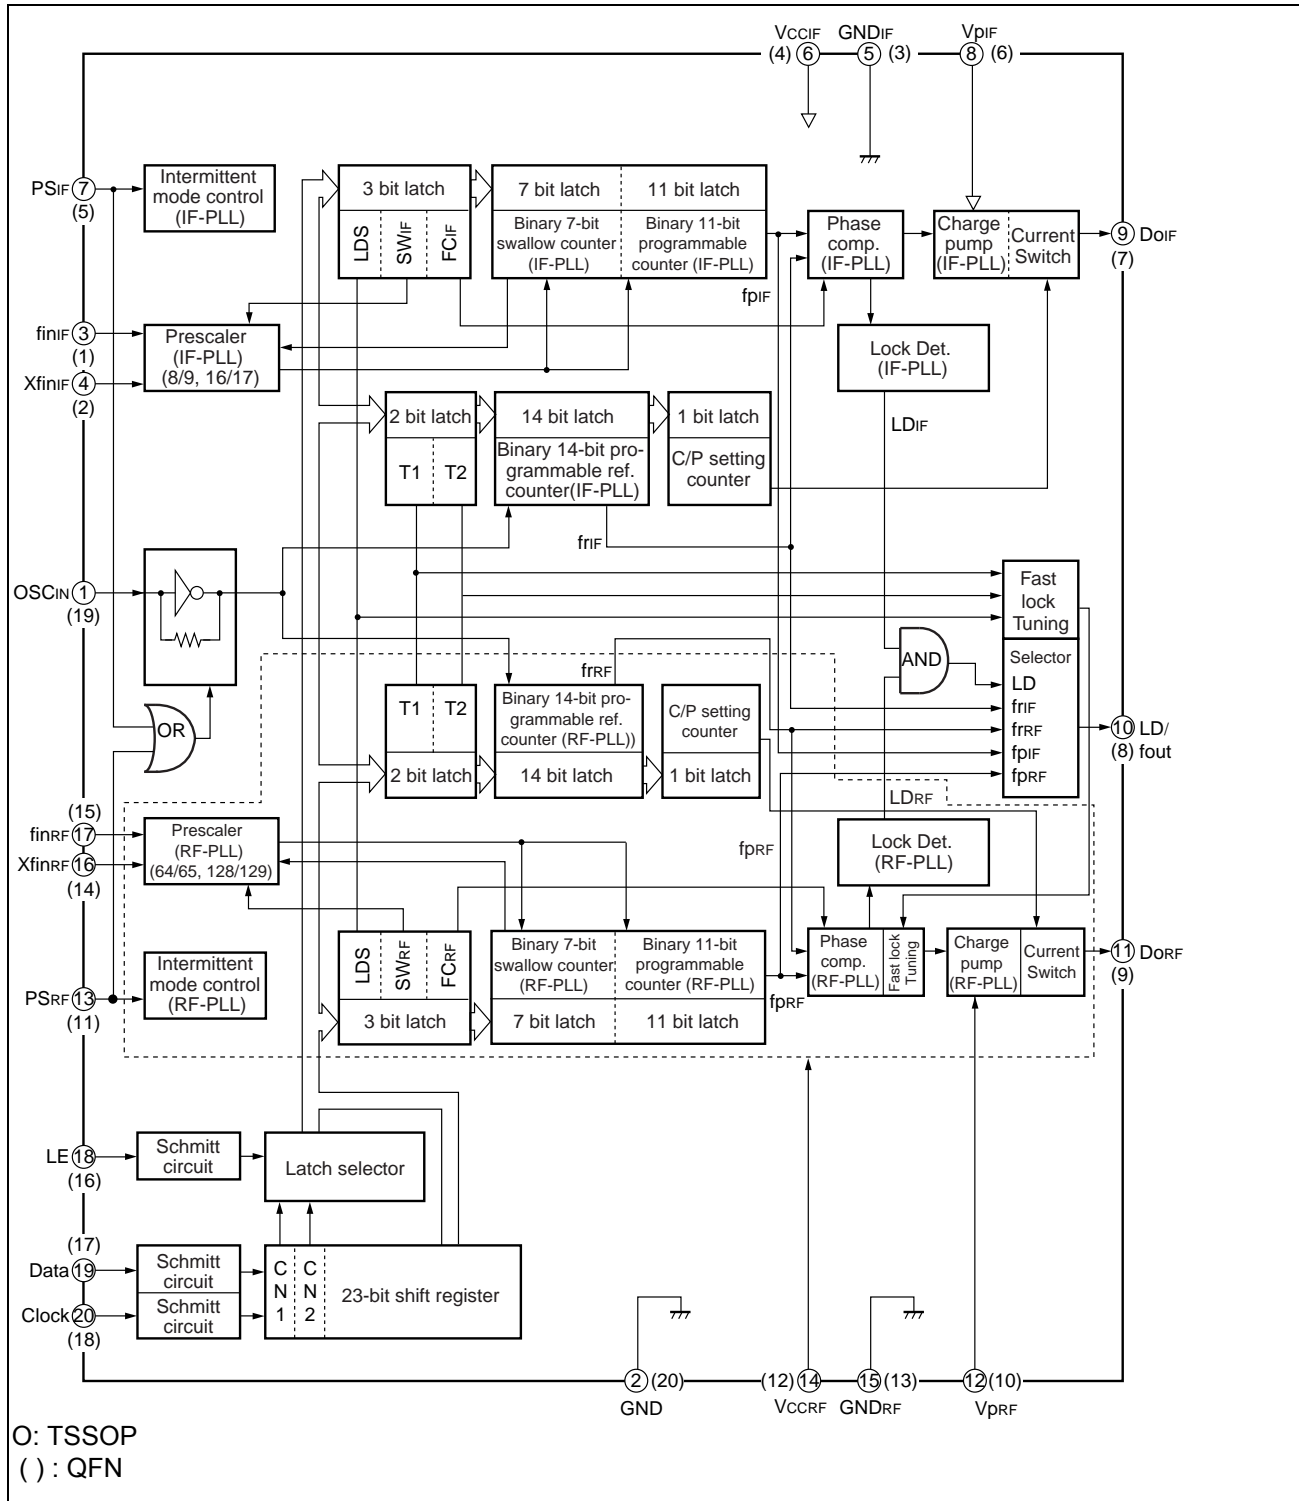 VCCIF GNDIF VpIF
(4) 6 5 (3) 8 (6)
PSIF 7
(5)
Intermittent
mode control
(IF-PLL)
3 bit latch
LDS
SWIF
FCIF
7 bit latch
11 bit latch
Binary 7-bit
swallow counter
(IF-PLL)
Binary 11-bit
programmable
counter (IF-PLL)
fpIF
Phase
comp.
(IF-PLL)
Charge
pump
(IF-PLL)
Current
Switch
9 DoIF
(7)
finIF 3
(1)
XfinIF 4
(2)
Prescaler
(IF-PLL)
(8/9, 16/17)
Lock Det.
(IF-PLL)
LDIF
2 bit latch
T1
T2
14 bit latch
Binary 14-bit pro-
grammable ref.
counter(IF-PLL)
1 bit latch
C/P setting
counter
frIF
OSCIN 1
(19)
OR
AND
Fast
lock
Tuning
Selector
LD
frIF
frRF
fpIF
fpRF
10 LD/
(8) fout
frRF
T1
T2
2 bit latch
Binary 14-bit pro-
grammable ref.
counter (RF-PLL))
14 bit latch
C/P setting
counter
1 bit latch
LDRF
(15)
finRF 17
XfinRF 16
(14)
Prescaler
(RF-PLL)
(64/65, 128/129)
fpRF
Lock Det.
(RF-PLL)
PSRF 13
(11)
Intermittent
mode control
(RF-PLL)
LDS
SWRF
FCRF
3 bit latch
Binary 7-bit
swallow counter
(RF-PLL)
Binary 11-bit
programmable
counter (RF-PLL)
7 bit latch
11 bit latch
fpRF
Phase
comp.
(RF-PLL)
Fast lock
Tuning
Charge
pump
(RF-PLL)
Current
Switch
11 DoRF
(9)
LE 18
(16)
Schmitt
circuit
Latch selector
(17)
Data 19
Clock 20
(18)
Schmitt
circuit
Schmitt
circuit
C
N
1
C
N
2
23-bit shift register
2 (20)
GND
(12) 14
VCCRF
15 (13)
GNDRF
12 (10)
VpRF
O: TSSOP
( ) : QFN